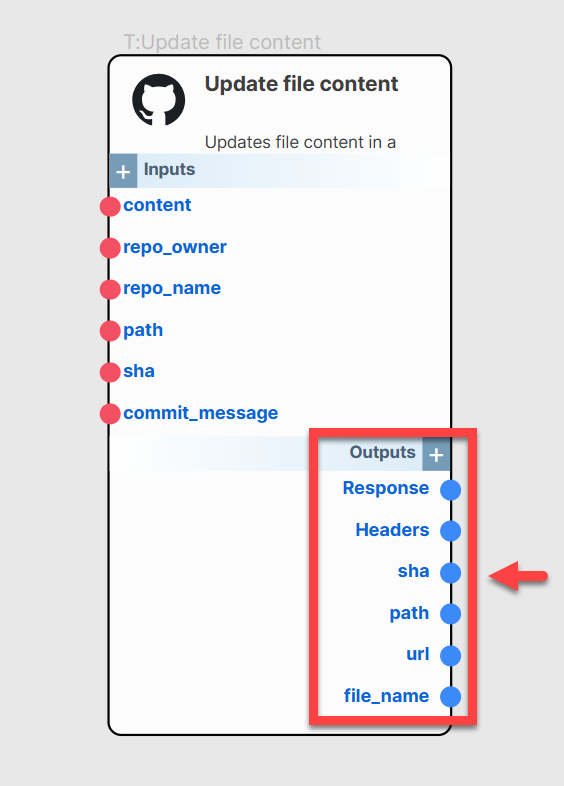 T:Update file content
Update file content
Updates file content in a
+ Inputs
content
repo_owner
repo_name
path
sha
commit_message
Outputs +
Response
Headers
sha
path
url
file_name